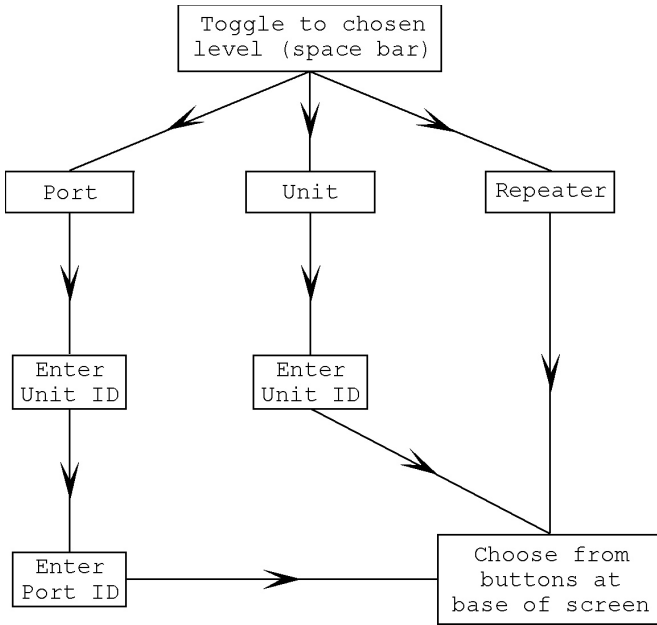 Toggle to chosen
level (space bar)
Port
Unit
Repeater
Enter
Unit ID
Enter
Unit ID
Enter
Port ID
Choose from
buttons at
base of screen